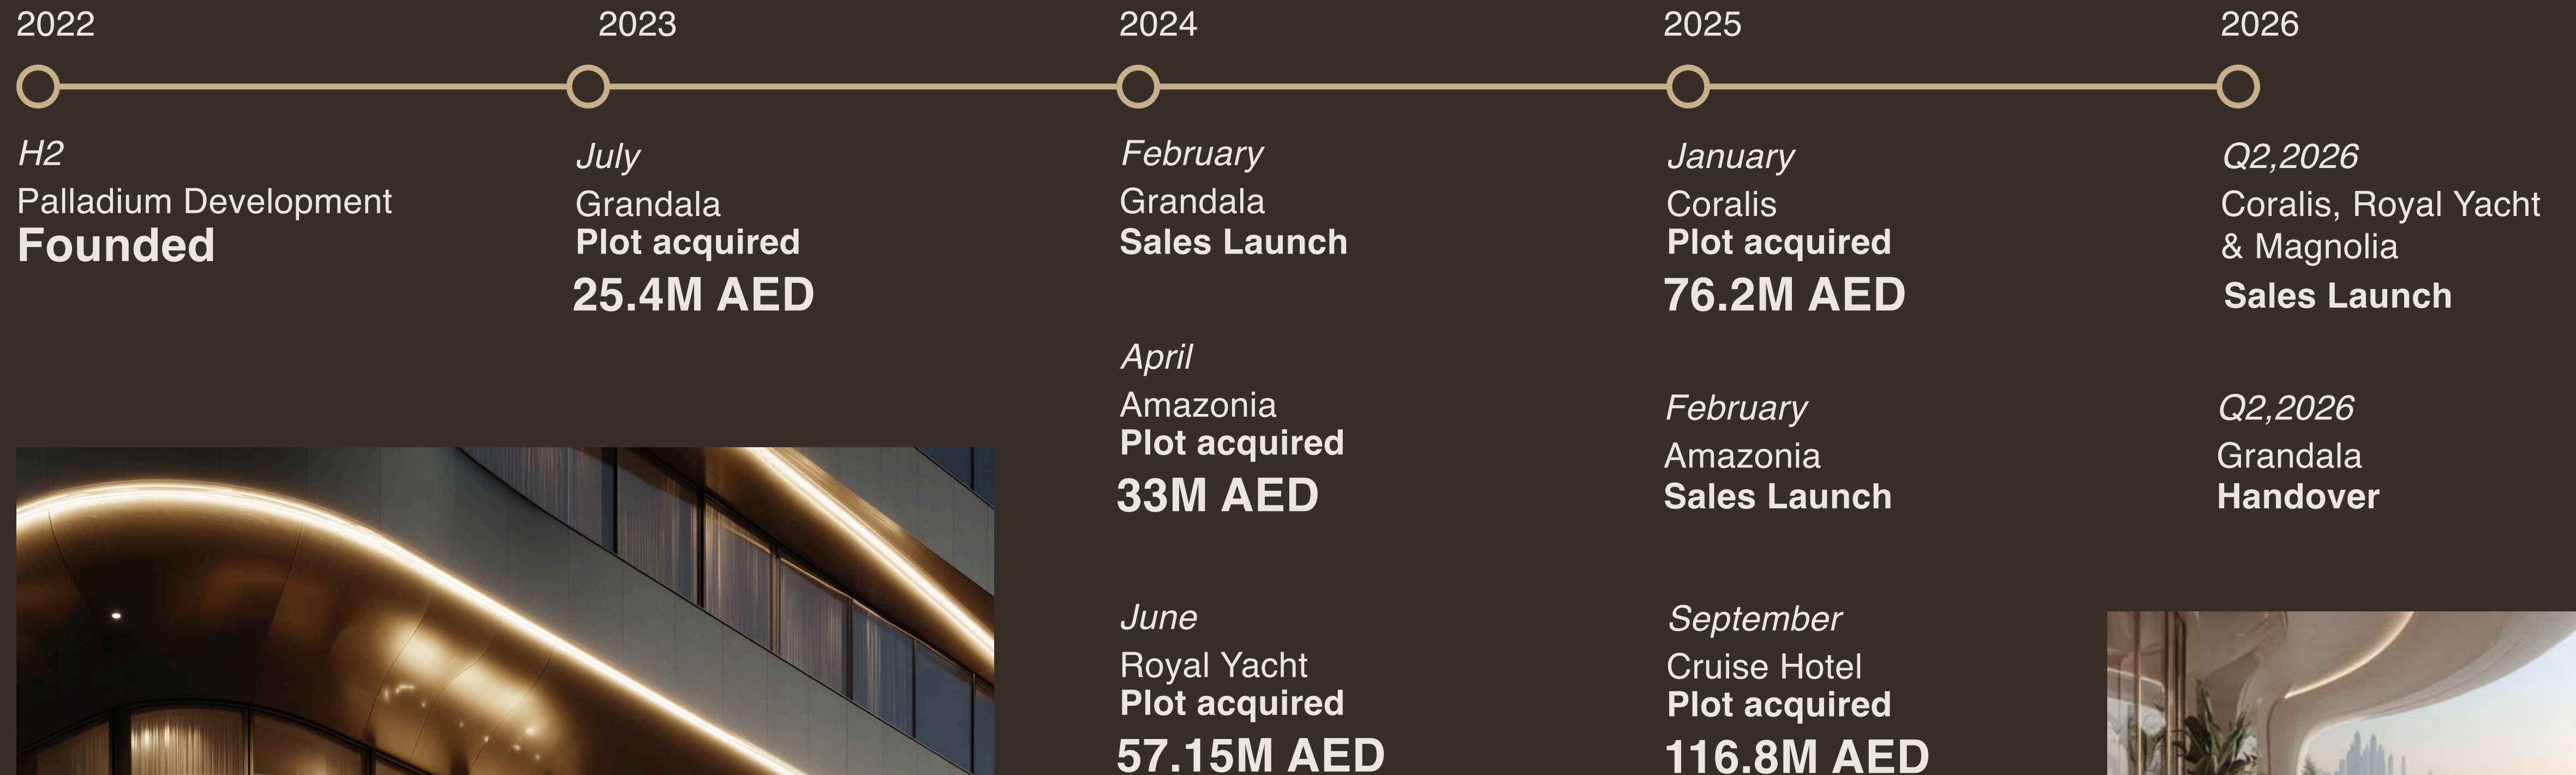 2022
2023
2024
2025
2026
H2
Palladium Development
Founded
July
Grandala
Plot acquired
25.4M AED
February
Grandala
Sales Launch
April
Amazonia
Plot acquired
33M AED
June
Royal Yacht
Plot acquired
57.15M AED
January
Coralis
Plot acquired
76.2M AED
February
Amazonia
Sales Launch
September
Cruise Hotel
Plot acquired
116.8M AED
Q2,2026
Coralis, Royal Yacht
& Magnolia
Sales Launch
Q2,2026
Grandala
Handover